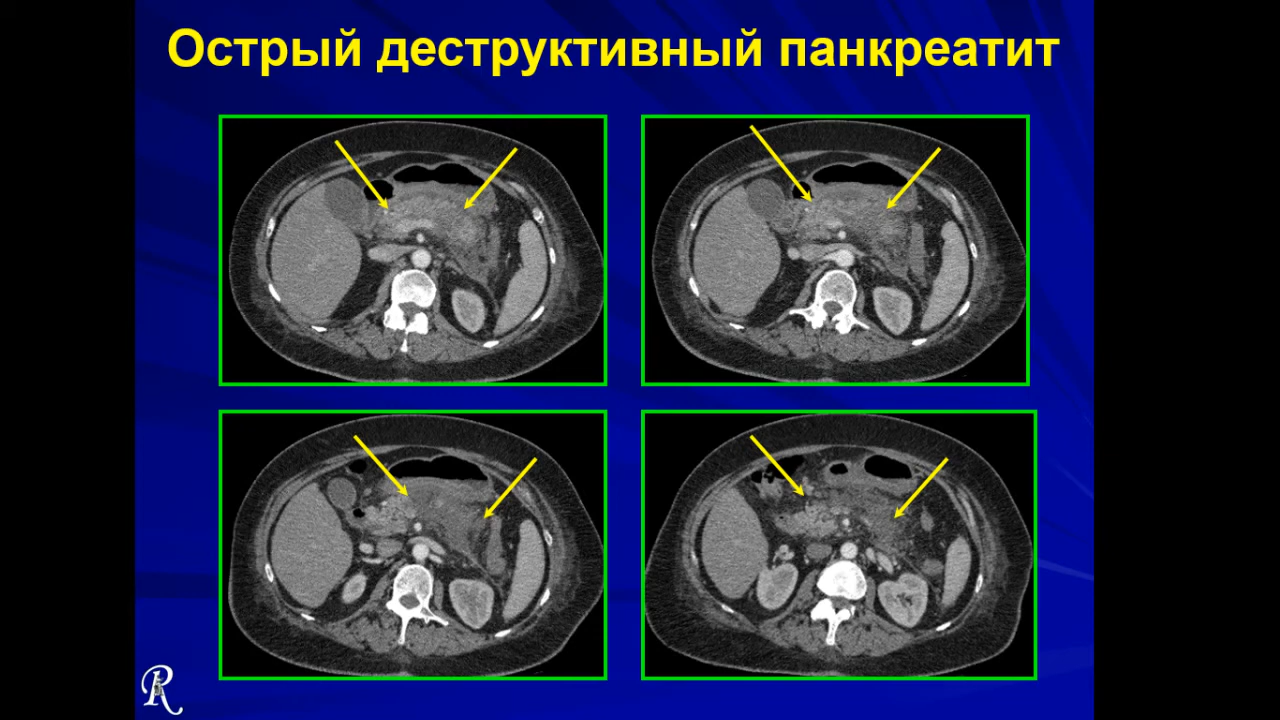 Острый деструктивный панкреатит
R